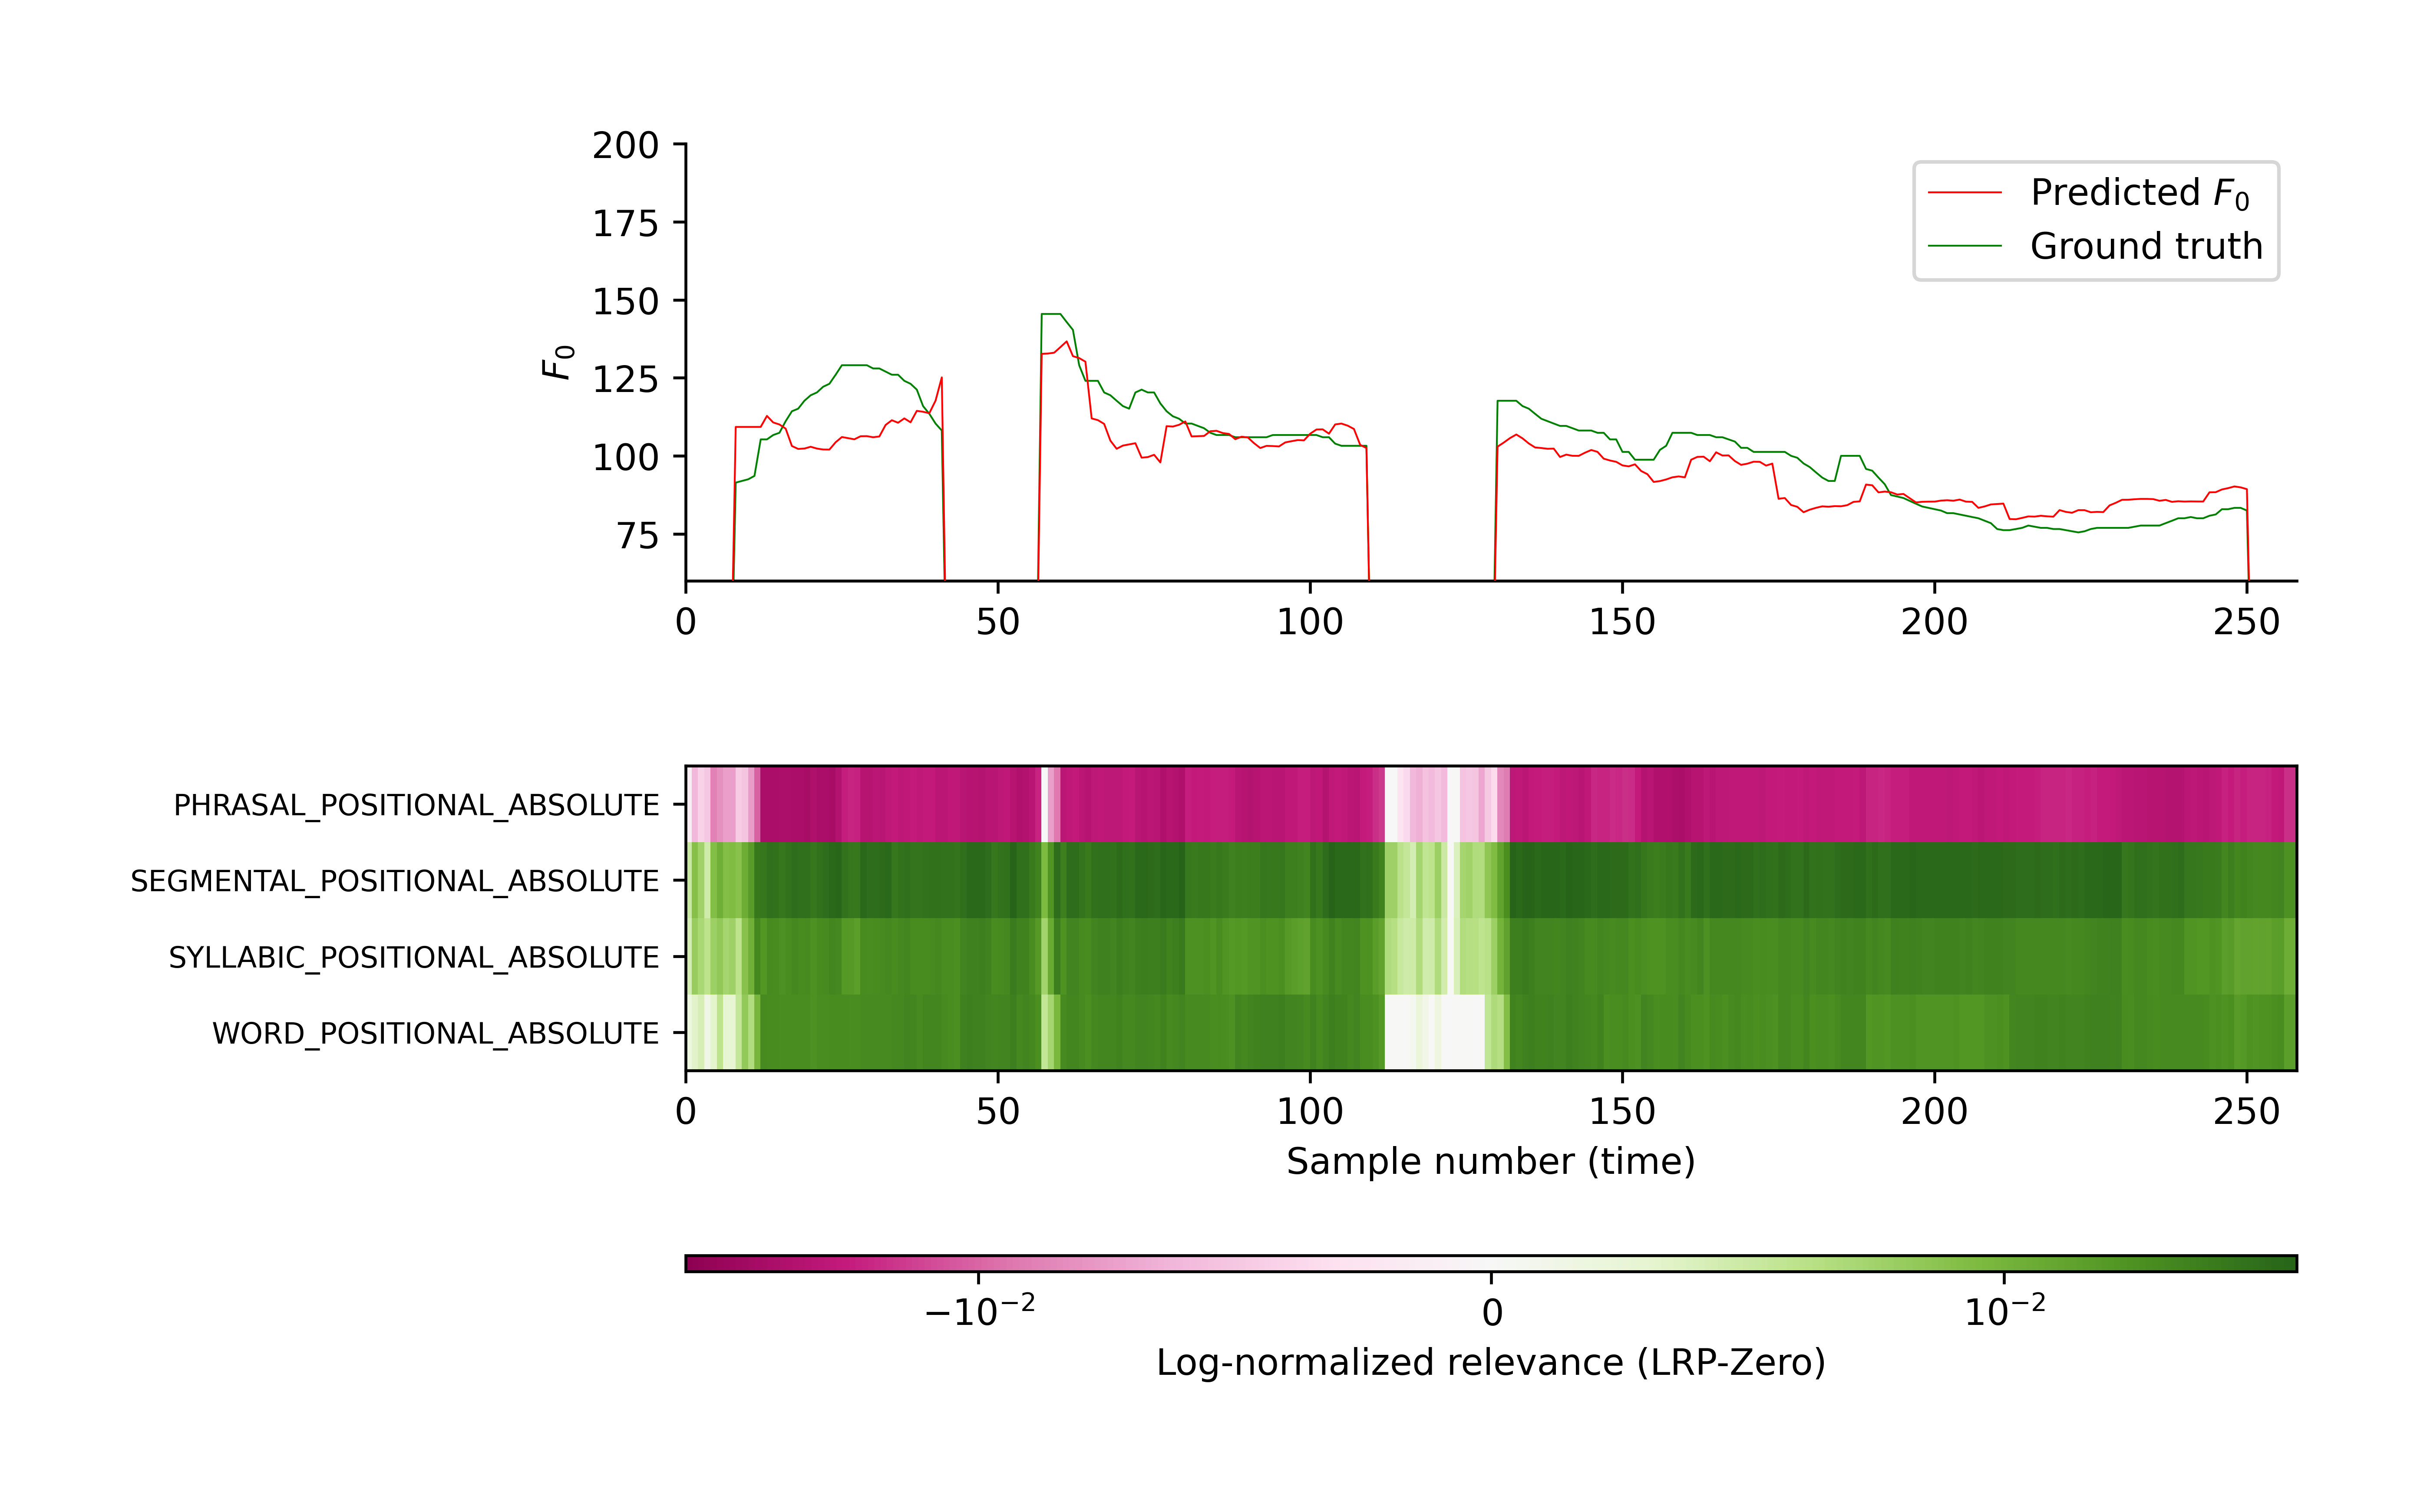 200
175
150
125
100
75
F₀
Predicted F₀
Ground truth
0 50 100 150 200 250
PHRASAL_POSITIONAL_ABSOLUTE
SEGMENTAL_POSITIONAL_ABSOLUTE
SYLLABIC_POSITIONAL_ABSOLUTE
WORD_POSITIONAL_ABSOLUTE
0 50 100 150 200 250
Sample number (time)
−10⁻² 0 10⁻²
Log-normalized relevance (LRP-Zero)